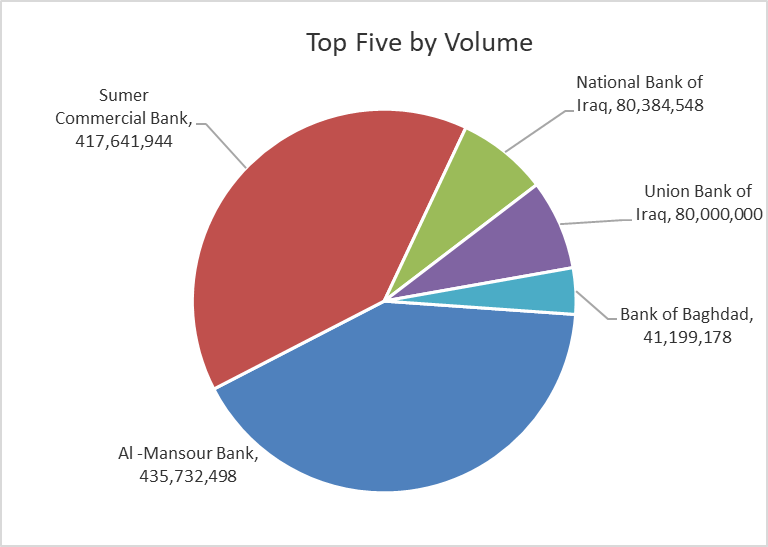 Top Five by Volume
Sumer
Commercial Bank,
417,641,944
National Bank of
Iraq, 80,384,548
Union Bank of
Iraq, 80,000,000
Bank of Baghdad,
41,199,178
Al -Mansour Bank,
435,732,498